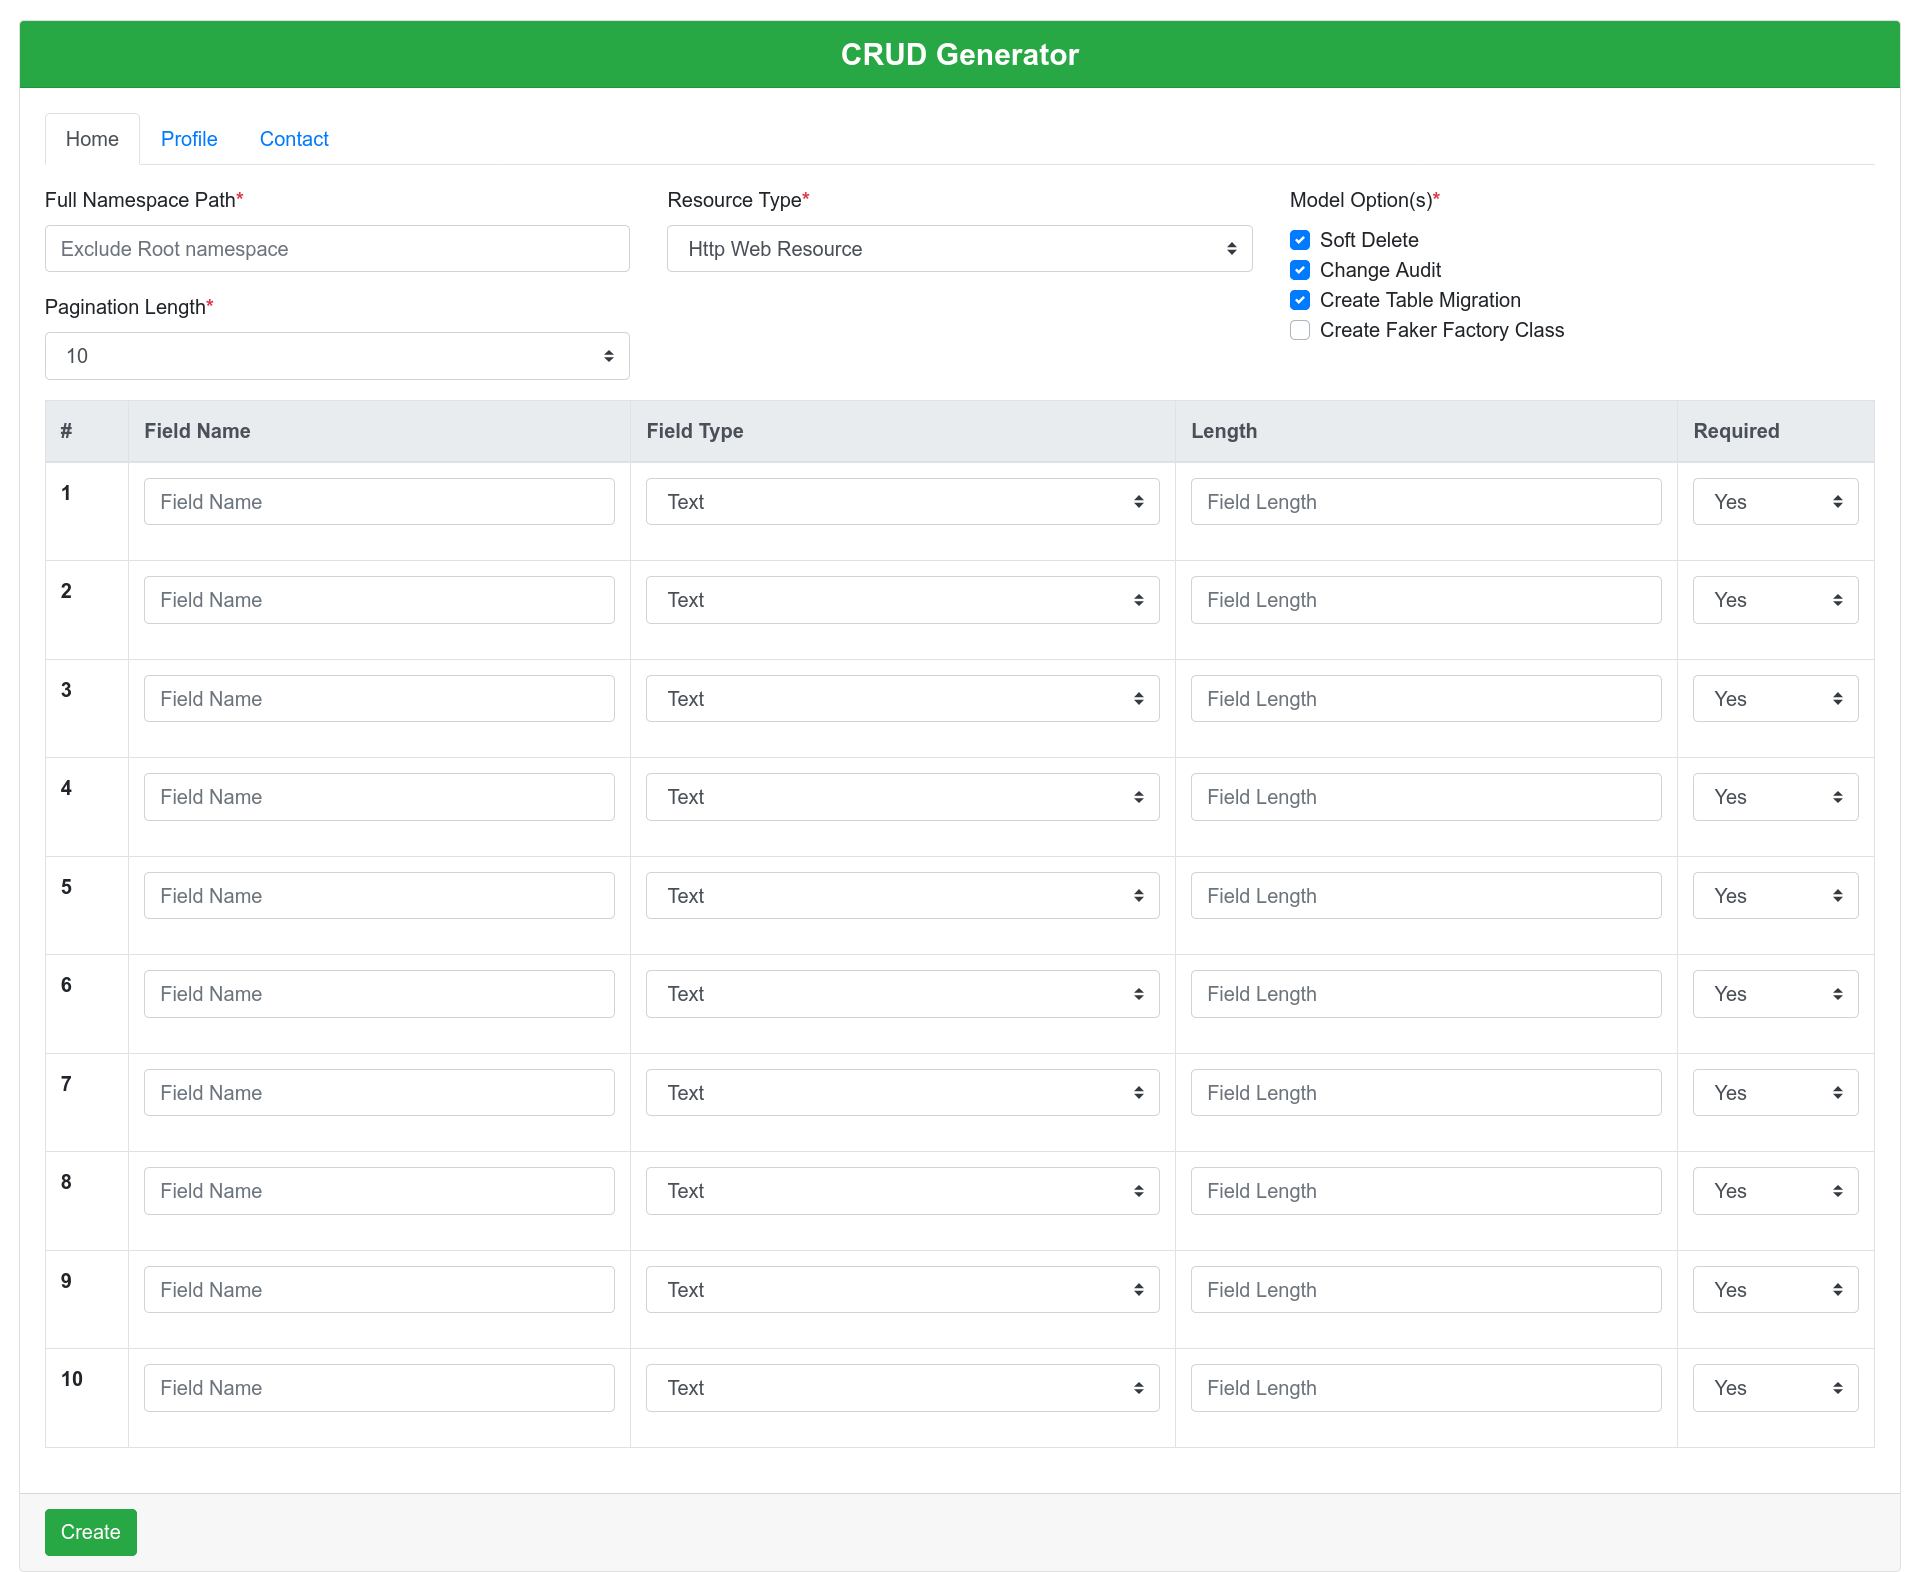 CRUD Generator
Home Profile Contact
Full Namespace Path* Resource Type* Model Option(s)*
Exclude Root namespace Http Web Resource Soft Delete
Change Audit
Pagination Length* Create Table Migration
Create Faker Factory Class
10
# Field Name Field Type Length Required
1 Field Name Text Field Length Yes
2 Field Name Text Field Length Yes
3 Field Name Text Field Length Yes
4 Field Name Text Field Length Yes
5 Field Name Text Field Length Yes
6 Field Name Text Field Length Yes
7 Field Name Text Field Length Yes
8 Field Name Text Field Length Yes
9 Field Name Text Field Length Yes
10 Field Name Text Field Length Yes
Create